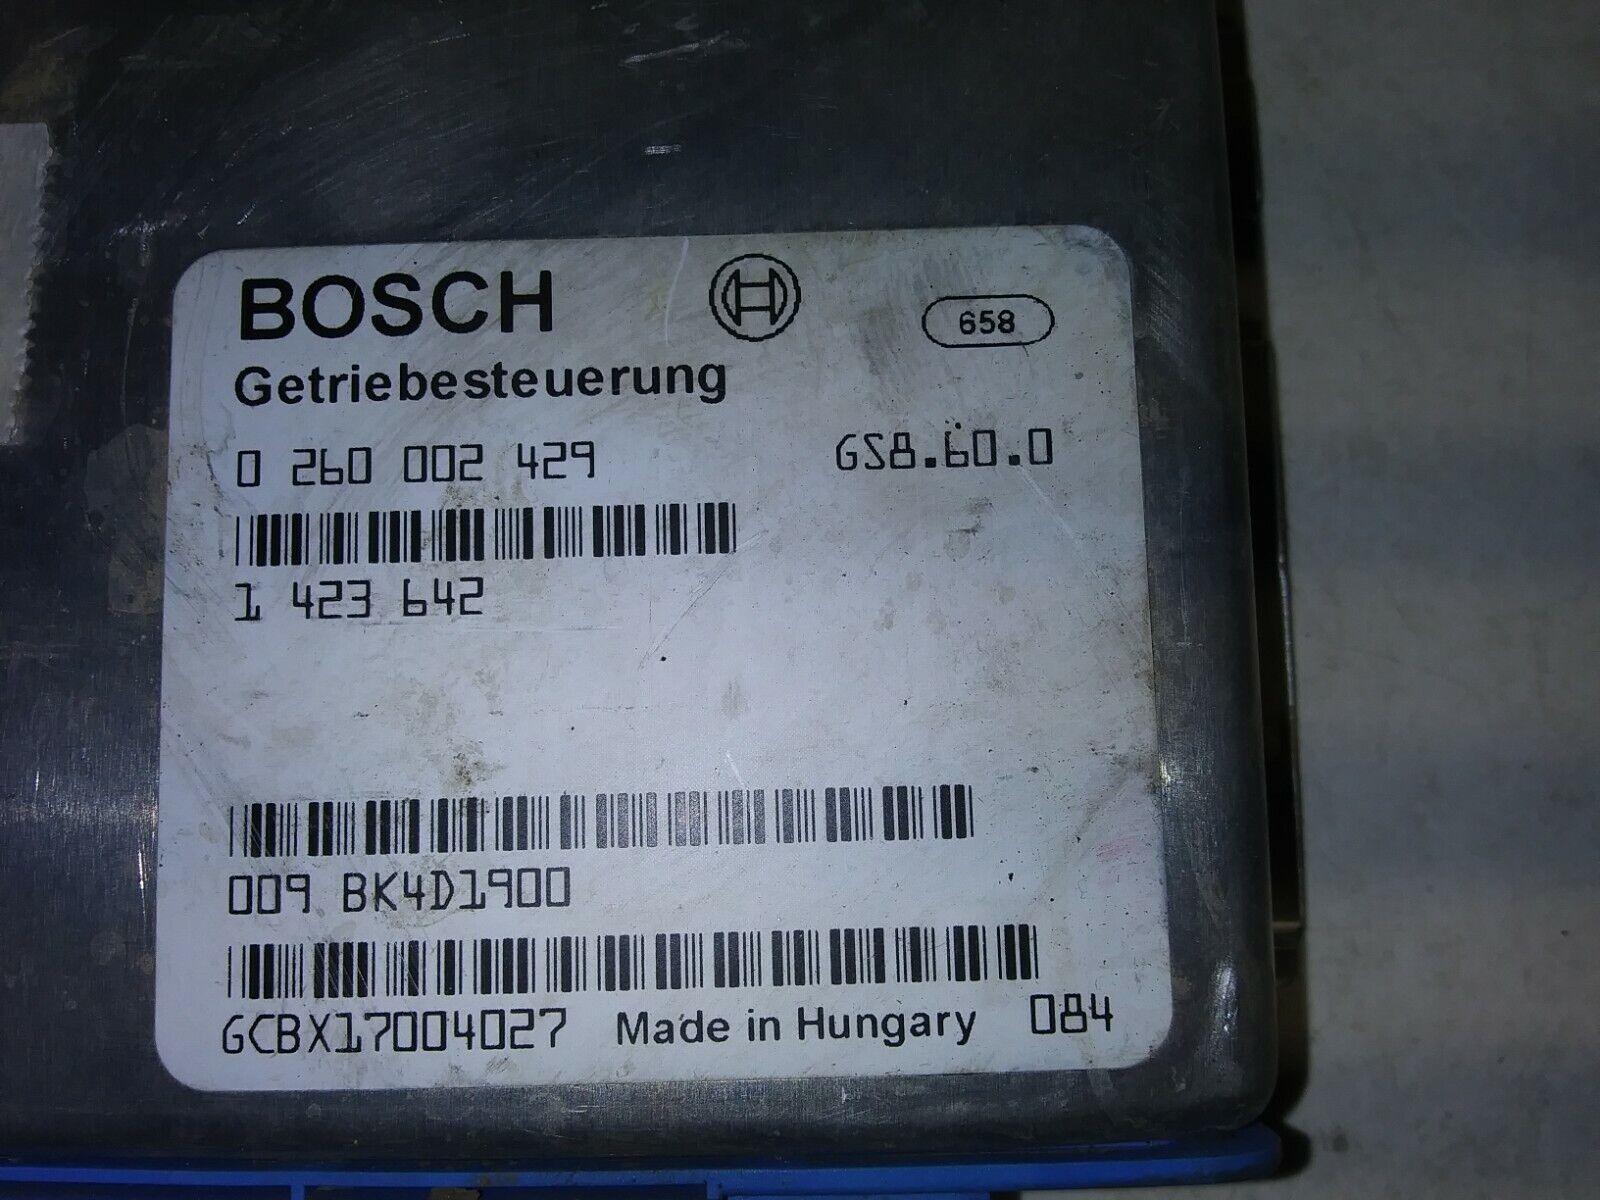 BOSCH 658
Getriebesteuerung
0 260 002 429 GS8.60.0
1 423 642
009 BK4D1900
GCBX17004027 Made in Hungary 084